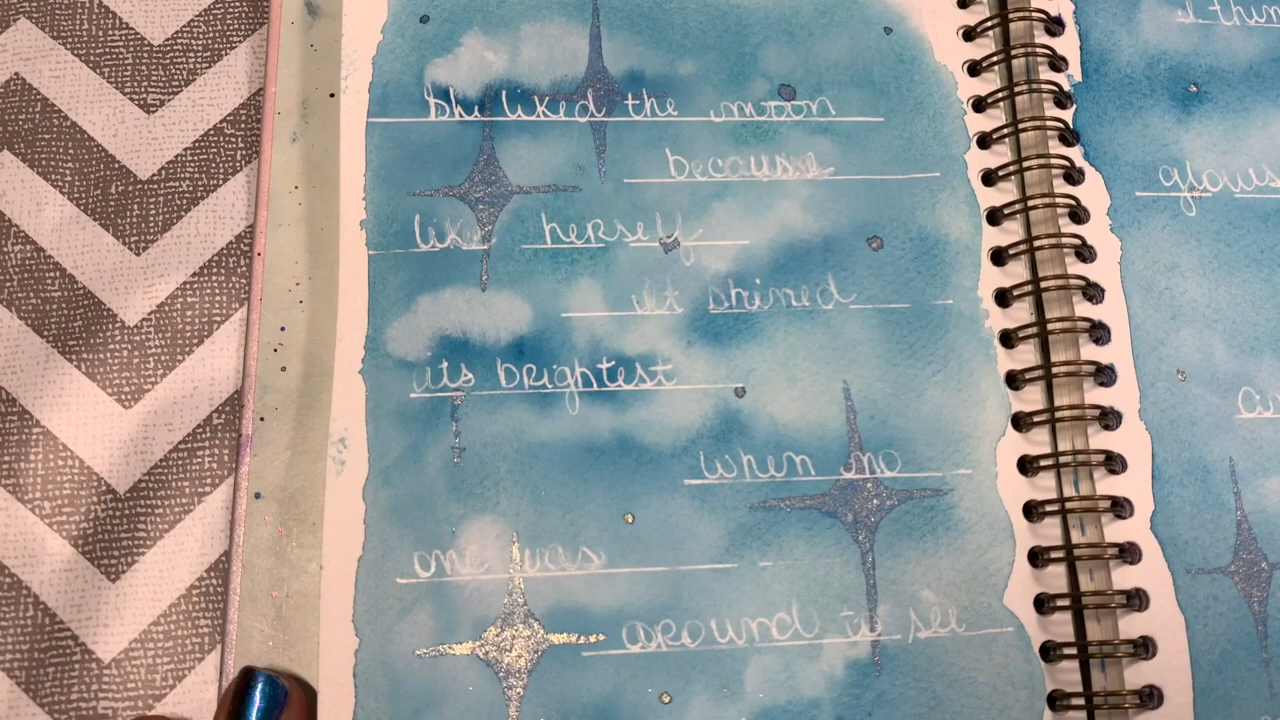 She liked the moon
because
like herself
it shined
its brightest
when no
one was
around to see
I thin
glows